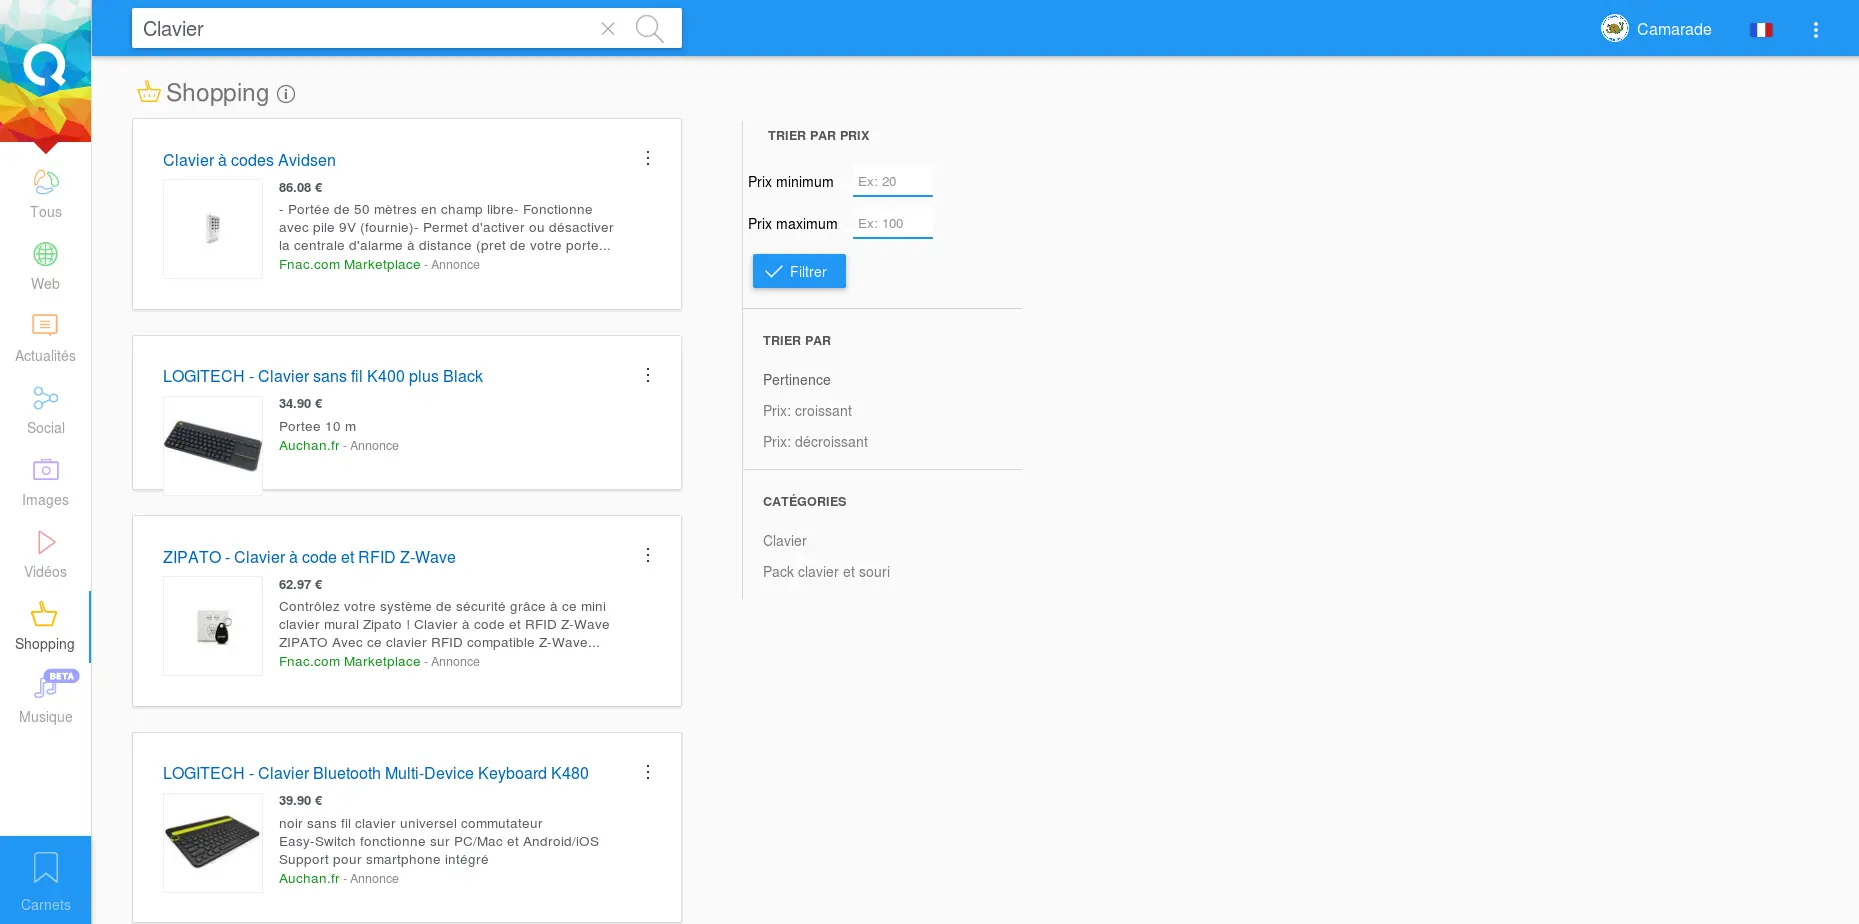 Clavier
Camarade
Shopping
Tous
Web
Actualités
Social
Images
Vidéos
Shopping
BETA
Musique
Carnets
Clavier à codes Avidsen
86.08 €
- Portée de 50 mètres en champ libre- Fonctionne
avec pile 9V (fournie)- Permet d'activer ou désactiver
la centrale d'alarme à distance (pret de votre porte...
Fnac.com Marketplace - Annonce
LOGITECH - Clavier sans fil K400 plus Black
34.90 €
Portee 10 m
Auchan.fr - Annonce
ZIPATO - Clavier à code et RFID Z-Wave
62.97 €
Contrôlez votre système de sécurité grâce à ce mini
clavier mural Zipato ! Clavier à code et RFID Z-Wave
ZIPATO Avec ce clavier RFID compatible Z-Wave...
Fnac.com Marketplace - Annonce
LOGITECH - Clavier Bluetooth Multi-Device Keyboard K480
39.90 €
noir sans fil clavier universel commutateur
Easy-Switch fonctionne sur PC/Mac et Android/iOS
Support pour smartphone intégré
Auchan.fr - Annonce
TRIER PAR PRIX
Prix minimum Ex: 20
Prix maximum Ex: 100
Filtrer
TRIER PAR
Pertinence
Prix: croissant
Prix: décroissant
CATÉGORIES
Clavier
Pack clavier et souri